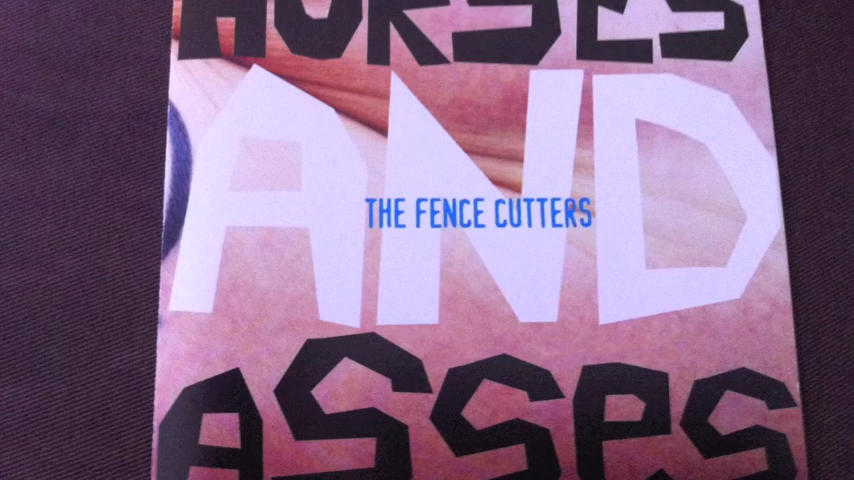 HORSES
AND
THE FENCE CUTTERS
ASSeS